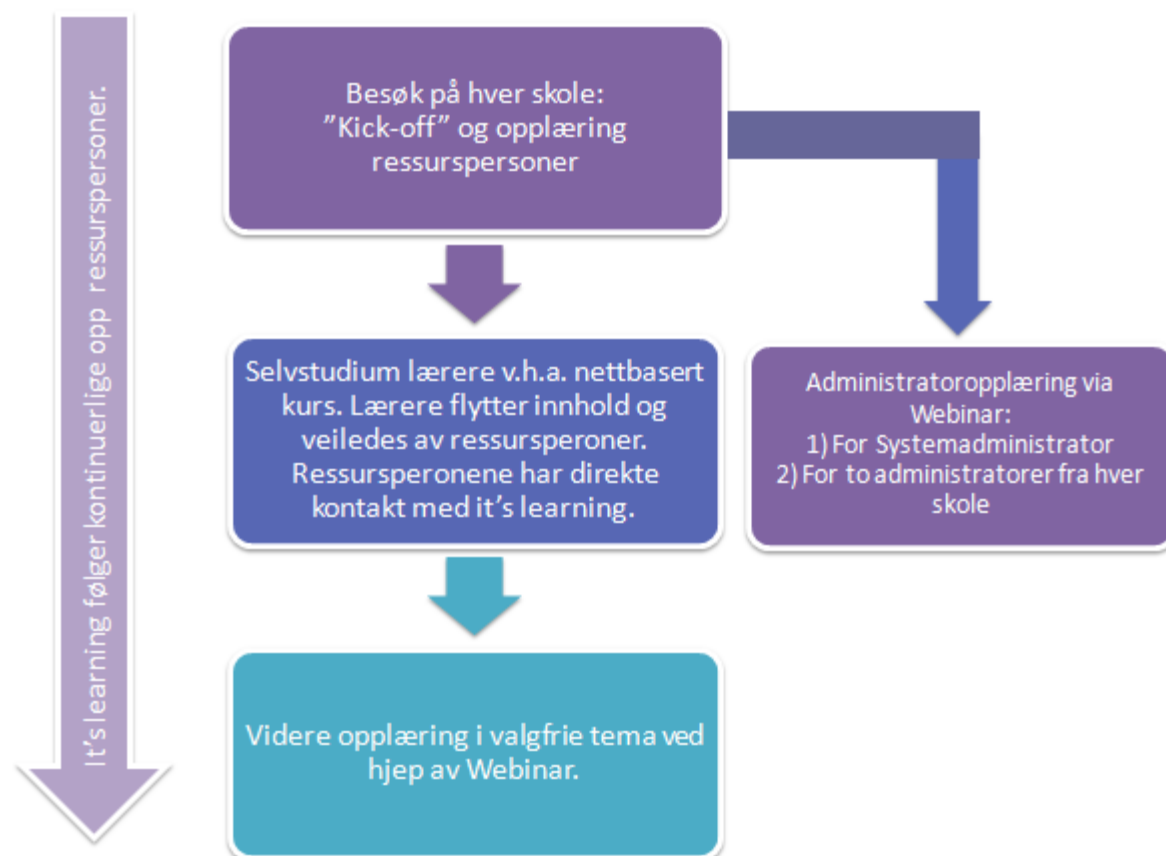 It's learning følger kontinuerlige opp ressurspersoner.
Besøk på hver skole:
”Kick-off” og opplæring
ressurspersoner
Selvstudium lærere v.h.a. nettbasert
kurs. Lærere flytter innhold og
veiledes av ressursperoner.
Ressursperonene har direkte
kontakt med it's learning.
Administratoropplæring via
Webinar:
1) For Systemadministrator
2) For to administratorer fra hver
skole
Videre opplæring i valgfrie tema ved
hjep av Webinar.